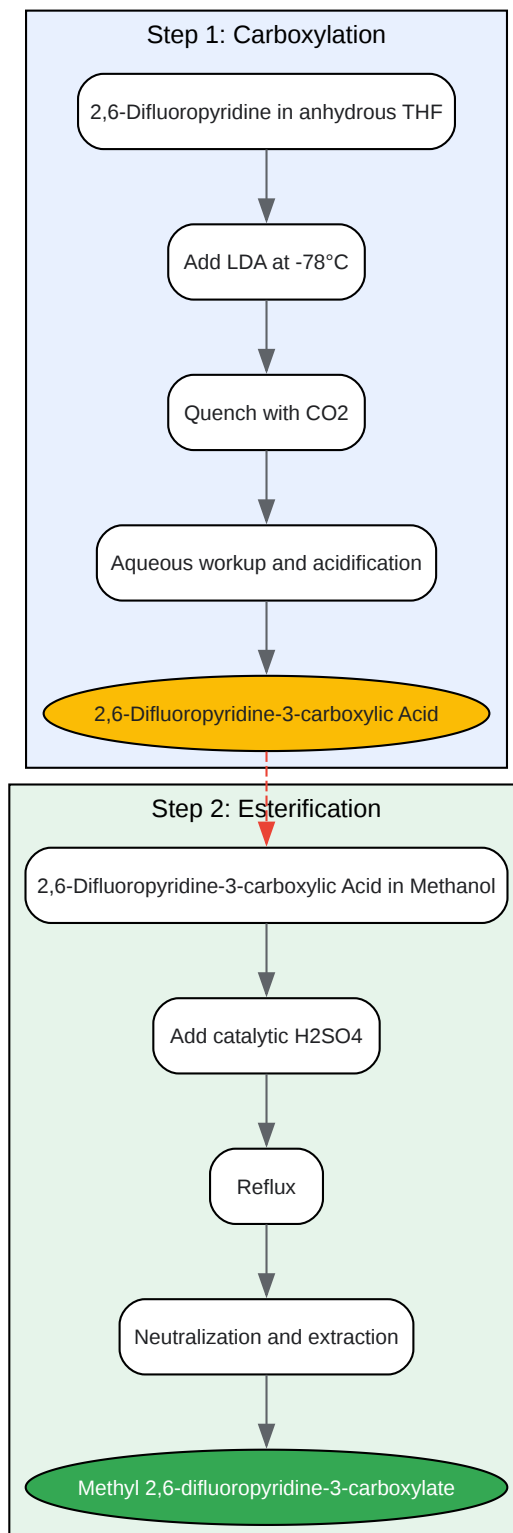 Step 1: Carboxylation
2,6-Difluoropyridine in anhydrous THF
Add LDA at -78°C
Quench with CO2
Aqueous workup and acidification
2,6-Difluoropyridine-3-carboxylic Acid
Step 2: Esterification
2,6-Difluoropyridine-3-carboxylic Acid in Methanol
Add catalytic H2SO4
Reflux
Neutralization and extraction
Methyl 2,6-difluoropyridine-3-carboxylate